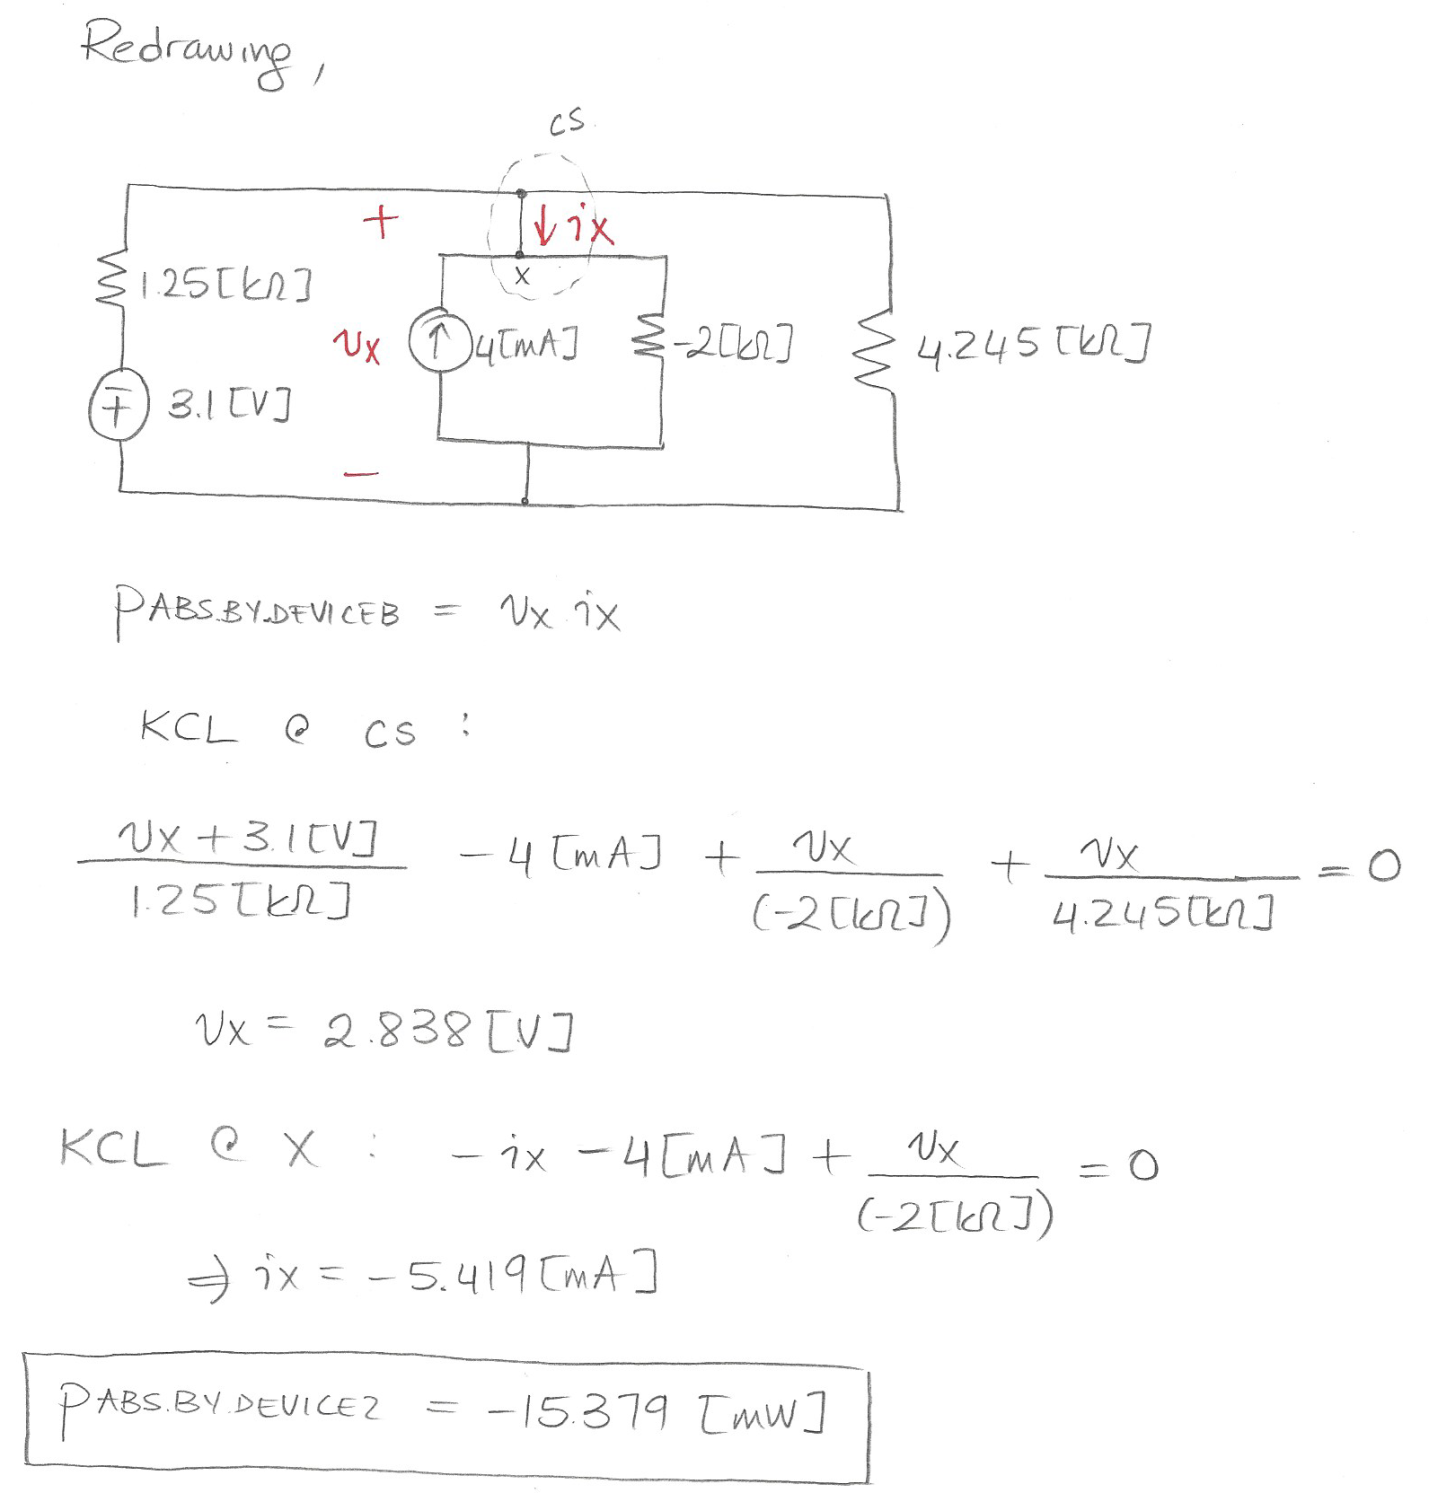 Redrawing,
CS
+
↓ix
1.25[kΩ]
x
vx
↑
4[mA]
-2[kΩ]
4.245[kΩ]
∓
3.1[V]
−
PABS.BY.DEVICEB = vx ix
KCL @ CS :
vx + 3.1[V] / 1.25[kΩ] - 4[mA] + vx / (-2[kΩ]) + vx / 4.245[kΩ] = 0
vx = 2.838[V]
KCL @ X : -ix - 4[mA] + vx / (-2[kΩ]) = 0
⇒ ix = -5.419[mA]
PABS.BY.DEVICE2 = -15.379 [mW]